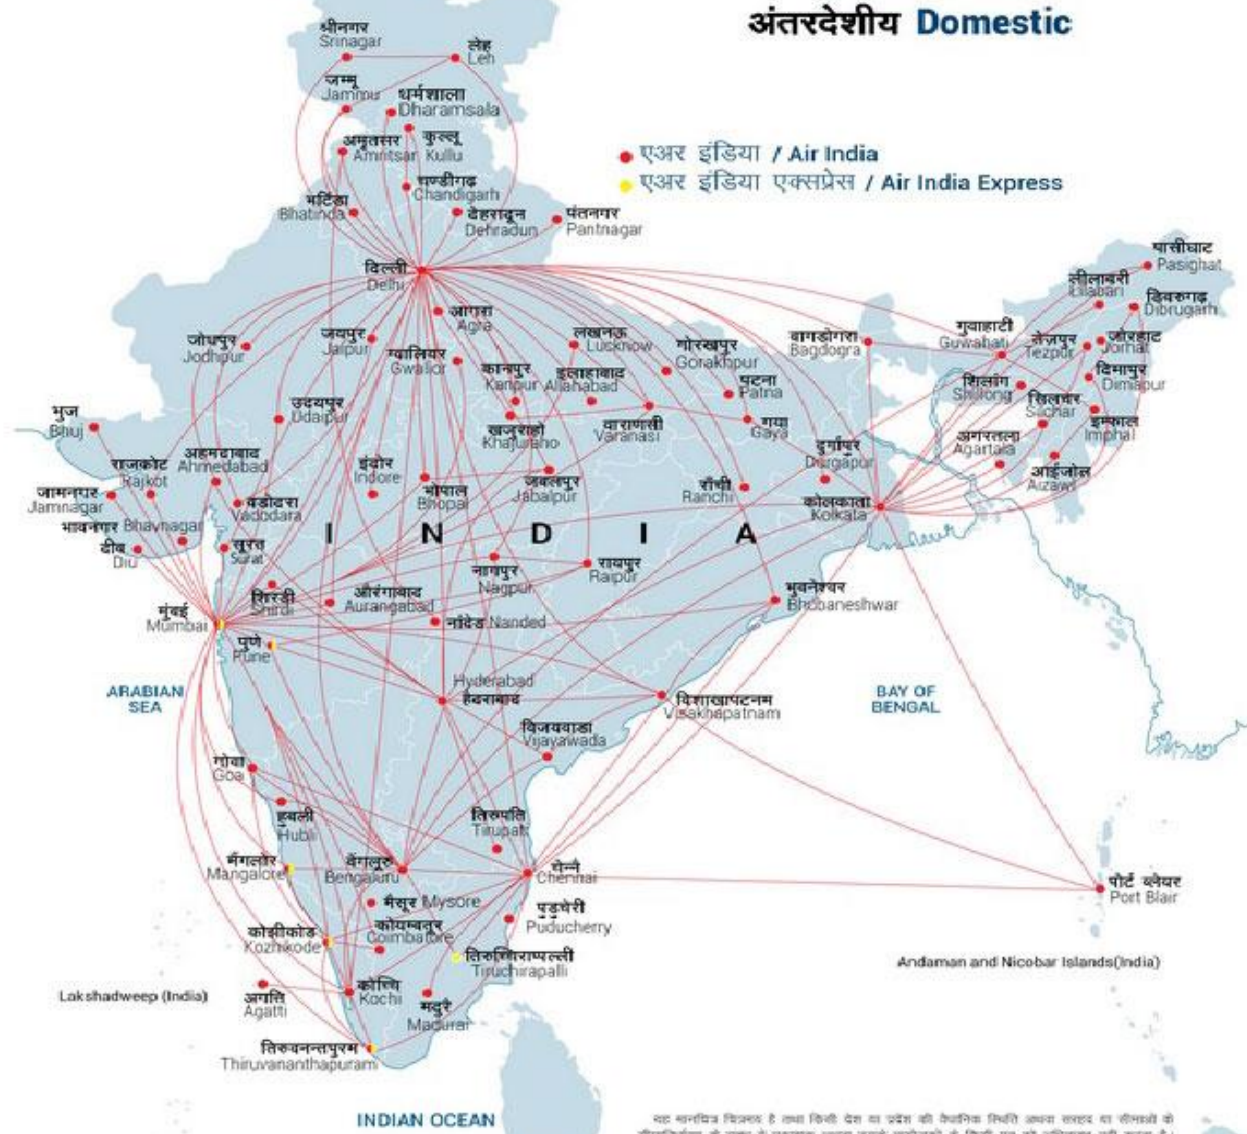 अंतरदेशीय Domestic
श्रीनगर
Srinagar
लेह
Leh
जम्मू
Jammu
धर्मशाला
Dharamsala
एअर इंडिया / Air India
एअर इंडिया एक्सप्रेस / Air India Express
अमृतसर
Amritsar
कुल्लू
Kullu
चण्डीगढ़
Chandigarh
भटिंडा
Bhatinda
देहरादून
Dehradun
पंतनगर
Pantnagar
दिल्ली
Delhi
पासीघाट
Pasighat
लीलाबरी
Lilabari
डिबरुगढ़
Dibrugarh
आगरा
Agra
जोधपुर
Jodhpur
जयपुर
Jaipur
ग्वालियर
Gwalior
लखनऊ
Lucknow
गोरखपुर
Gorakhpur
बागडोगरा
Bagdogra
गुवाहाटी
Guwahati
तेज़पुर
Tezpur
जोरहाट
Jorhat
कानपुर
Kanpur
इलाहाबाद
Allahabad
पटना
Patna
शिलॉंग
Shillong
दिमापुर
Dimapur
भुज
Bhuj
उदयपुर
Udaipur
खजुराहो
Khajuraho
वाराणसी
Varanasi
गया
Gaya
सिलचर
Silchar
इम्फाल
Imphal
राजकोट
Rajkot
अहमदाबाद
Ahmedabad
इंदौर
Indore
भोपाल
Bhopal
जबलपुर
Jabalpur
राँची
Ranchi
दुर्गापुर
Durgapur
अगरतला
Agartala
आईजोल
Aizawl
जामनगर
Jamnagar
वडोदरा
Vadodara
कोलकाता
Kolkata
भावनगर Bhavnagar
INDIA
दीव
Diu
सूरत
Surat
नागपुर
Nagpur
रायपुर
Raipur
शिरडी
Shirdi
औरंगाबाद
Aurangabad
भुवनेश्वर
Bhubaneshwar
मुंबई
Mumbai
नांदेड Nanded
पुणे
Pune
Hyderabad
हैदराबाद
ARABIAN
SEA
विशाखापटनम
Visakhapatnam
BAY OF
BENGAL
विजयवाडा
Vijayawada
गोवा
Goa
हुबली
Hubli
तिरुपति
Tirupati
मैंगलोर
Mangalore
बेंगलूरु
Bengaluru
चेन्नै
Chennai
पोर्ट ब्लेयर
Port Blair
मैसूर Mysore
पुडुचेरी
Puducherry
कोझीकोड
Kozhikode
कोयम्बतूर
Coimbatore
तिरुच्चिराप्पल्ली
Tiruchirapalli
Andaman and Nicobar Islands(India)
Lakshadweep (India)
अगत्ति
Agatti
कोच्चि
Kochi
मदुरै
Madurai
तिरुवनन्तपुरम
Thiruvananthapuram
INDIAN OCEAN